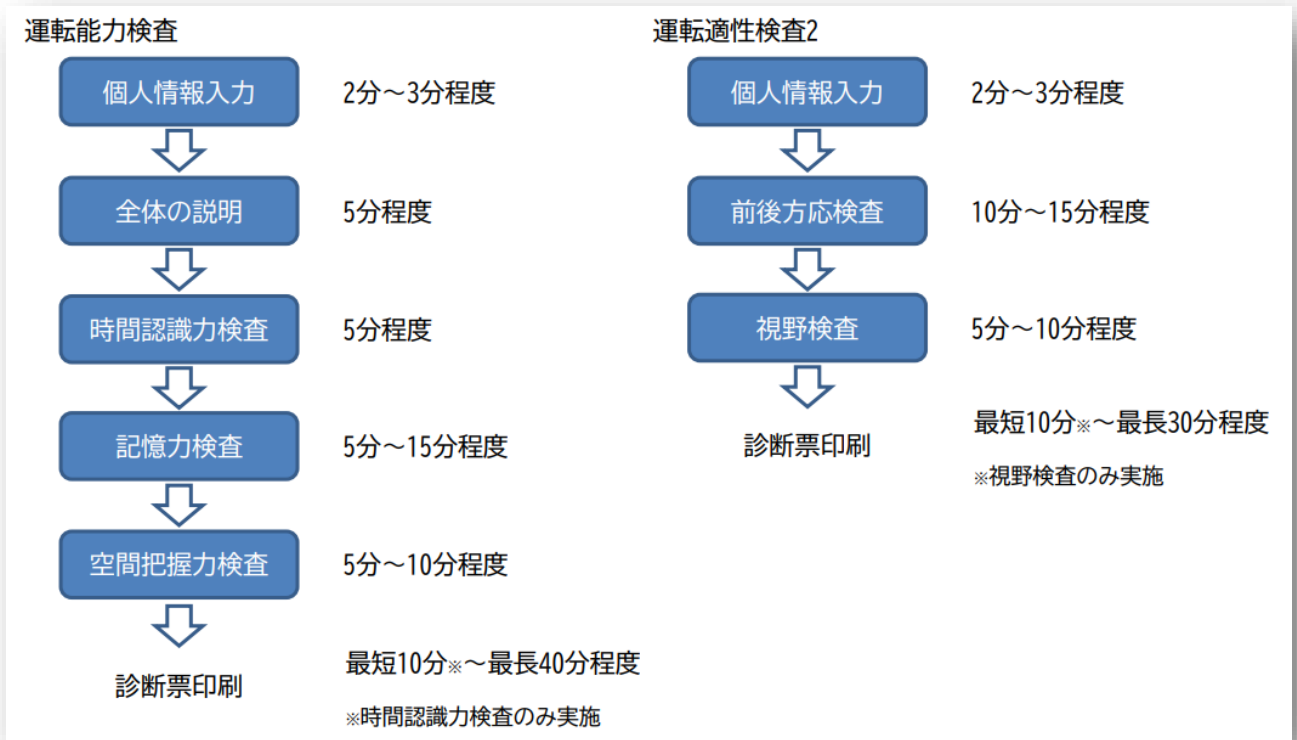 運転能力検査
個人情報入力 2分～3分程度
全体の説明 5分程度
時間認識力検査 5分程度
記憶力検査 5分～15分程度
空間把握力検査 5分～10分程度
診断票印刷
最短10分※～最長40分程度
※時間認識力検査のみ実施
運転適性検査2
個人情報入力 2分～3分程度
前後方応検査 10分～15分程度
視野検査 5分～10分程度
診断票印刷
最短10分※～最長30分程度
※視野検査のみ実施